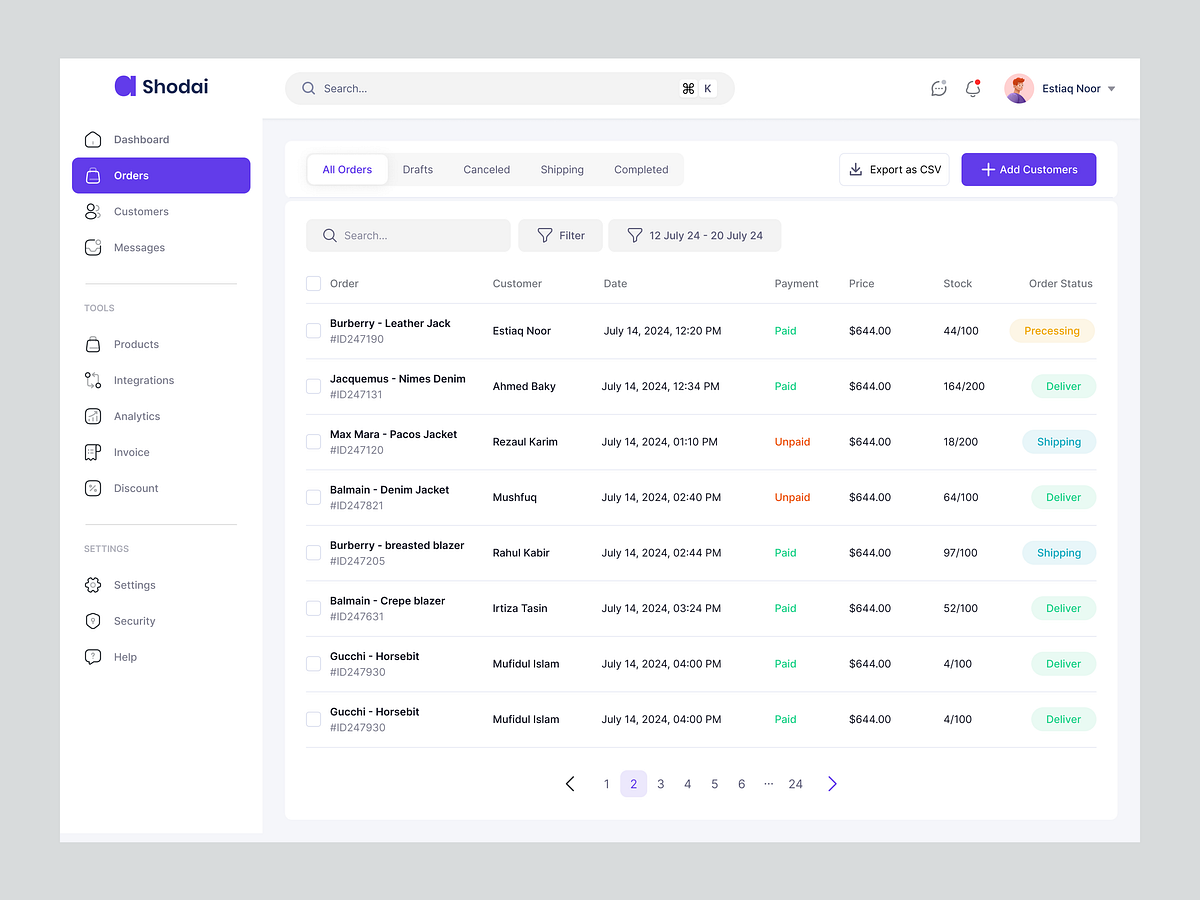 Shodai
Search...
⌘ K
Estiaq Noor
Dashboard
Orders
Customers
Messages
TOOLS
Products
Integrations
Analytics
Invoice
Discount
SETTINGS
Settings
Security
Help
All Orders Drafts Canceled Shipping Completed
Export as CSV
Add Customers
Search...
Filter
12 July 24 - 20 July 24
Order Customer Date Payment Price Stock Order Status
Burberry - Leather Jack
#ID247190
Estiaq Noor July 14, 2024, 12:20 PM Paid $644.00 44/100 Precessing
Jacquemus - Nimes Denim
#ID247131
Ahmed Baky July 14, 2024, 12:34 PM Paid $644.00 164/200 Deliver
Max Mara - Pacos Jacket
#ID247120
Rezaul Karim July 14, 2024, 01:10 PM Unpaid $644.00 18/200 Shipping
Balmain - Denim Jacket
#ID247821
Mushfuq July 14, 2024, 02:40 PM Unpaid $644.00 64/100 Deliver
Burberry - breasted blazer
#ID247205
Rahul Kabir July 14, 2024, 02:44 PM Paid $644.00 97/100 Shipping
Balmain - Crepe blazer
#ID247631
Irtiza Tasin July 14, 2024, 03:24 PM Paid $644.00 52/100 Deliver
Gucchi - Horsebit
#ID247930
Mufidul Islam July 14, 2024, 04:00 PM Paid $644.00 4/100 Deliver
Gucchi - Horsebit
#ID247930
Mufidul Islam July 14, 2024, 04:00 PM Paid $644.00 4/100 Deliver
1 2 3 4 5 6 ... 24